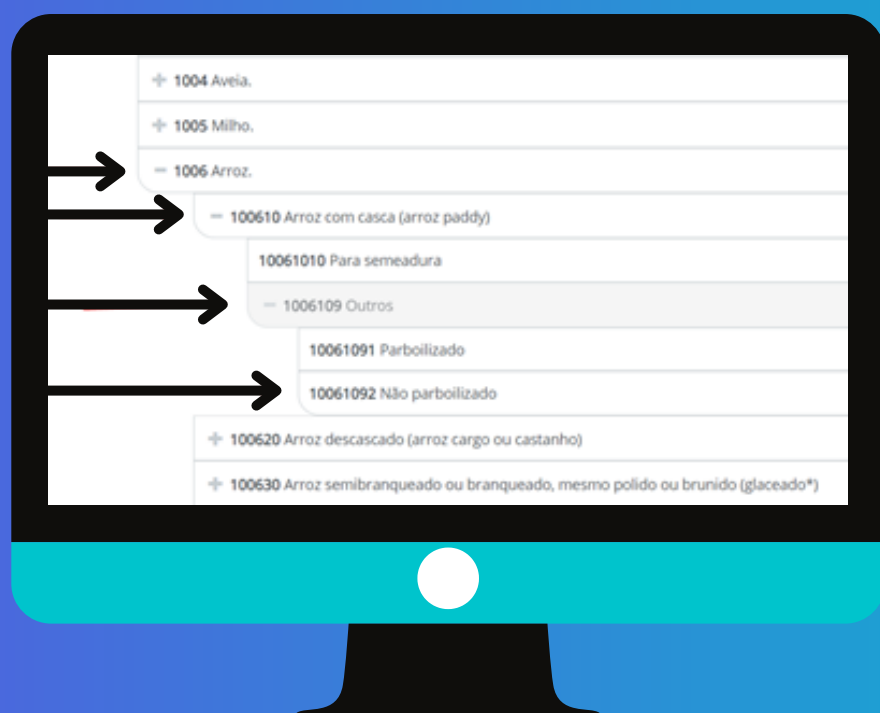 1004 Aveia.
1005 Milho.
1006 Arroz.
100610 Arroz com casca (arroz paddy)
10061010 Para semeadura
1006109 Outros
10061091 Parboilizado
10061092 Não parboilizado
100620 Arroz descascado (arroz cargo ou castanho)
100630 Arroz semibranqueado ou branqueado, mesmo polido ou brunido (glaceado*)